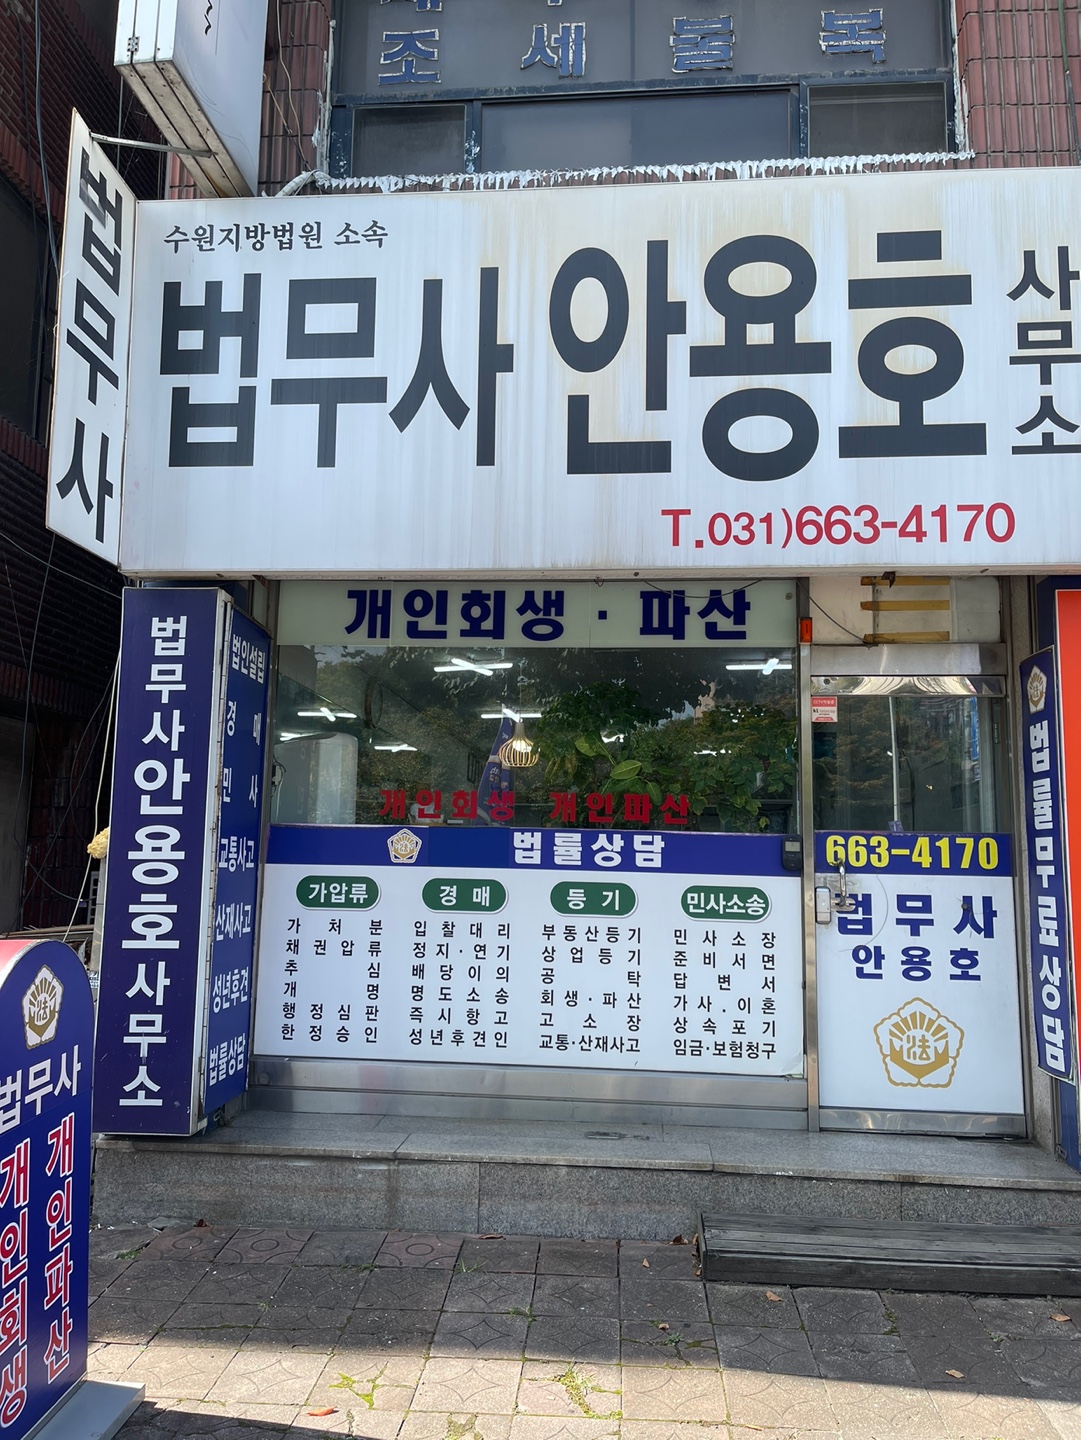 조세불복
법무사
수원지방법원 소속
법무사 안용호 사무소
T.031)663-4170
개인회생·파산
개인회생 개인파산
법률상담
가압류
가처분
채권압류
추심
개명
행정심판
한정승인
경매
입찰대리
정지·연기
배당이의
명도소송
즉시항고
성년후견인
등기
부동산등기
상업등기
공탁
회생·파산
고소장
교통·산재사고
민사소송
민사소장
준비서면
답변서
가사.이혼
상속포기
임금·보험청구
663-4170
법무사
안용호
法
법무사안용호사무소
법인설립
경매
민사
교통사고
산재사고
성년후견
법률상담
법률무료상담
법무사
개인파산
개인회생